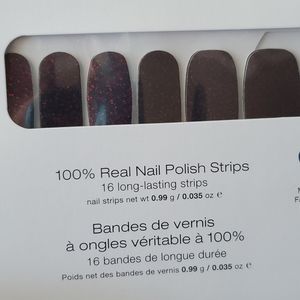 100% Real Nail Polish Strips
16 long-lasting strips
nail strips net wt 0.99 g / 0.035 oz e
Bandes de vernis
à ongles véritable à 100%
16 bandes de longue durée
Poids net des bandes de vernis 0.99 g / 0.035 oz e